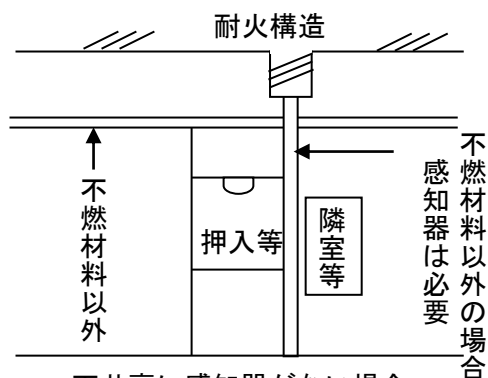 耐火構造
不燃材料以外
押入等
隣室等
不燃材料以外の場合
感知器は必要